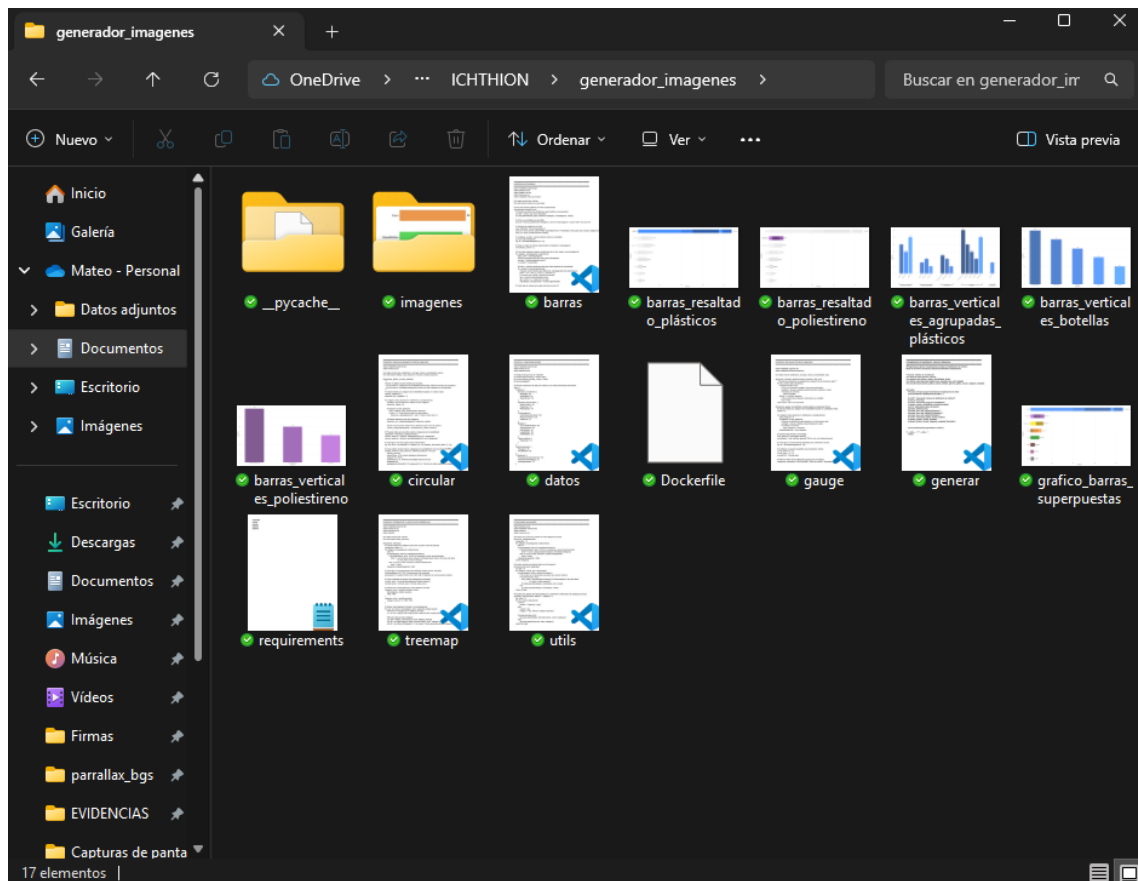 generador_imagenes
OneDrive > ... ICHTHION > generador_imagenes >
Buscar en generador_im
Nuevo
Ordenar
Ver
Vista previa
Inicio
Galería
Mateo - Personal
Datos adjuntos
Documentos
Escritorio
Imágenes
Escritorio
Descargas
Documentos
Imágenes
Música
Vídeos
Firmas
parrallax_bgs
EVIDENCIAS
Capturas de panta
__pycache__
imagenes
barras
barras_resaltad
o_plásticos
barras_resaltad
o_poliestireno
barras_vertical
es_agrupadas_
plásticos
barras_vertical
es_botellas
barras_vertical
es_poliestireno
circular
datos
Dockerfile
gauge
generar
grafico_barras_
superpuestas
requirements
treemap
utils
17 elementos